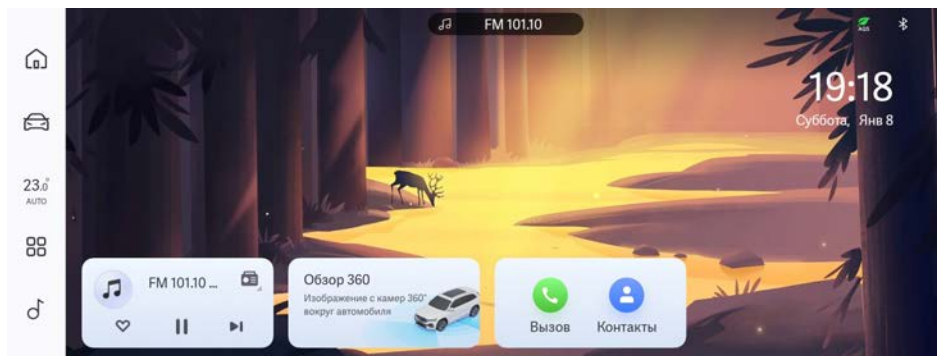 FM 101.10
AQS
19:18
Суббота, Янв 8
23.0°
AUTO
FM 101.10 ...
Обзор 360
Изображение с камер 360°
вокруг автомобиля
Вызов
Контакты